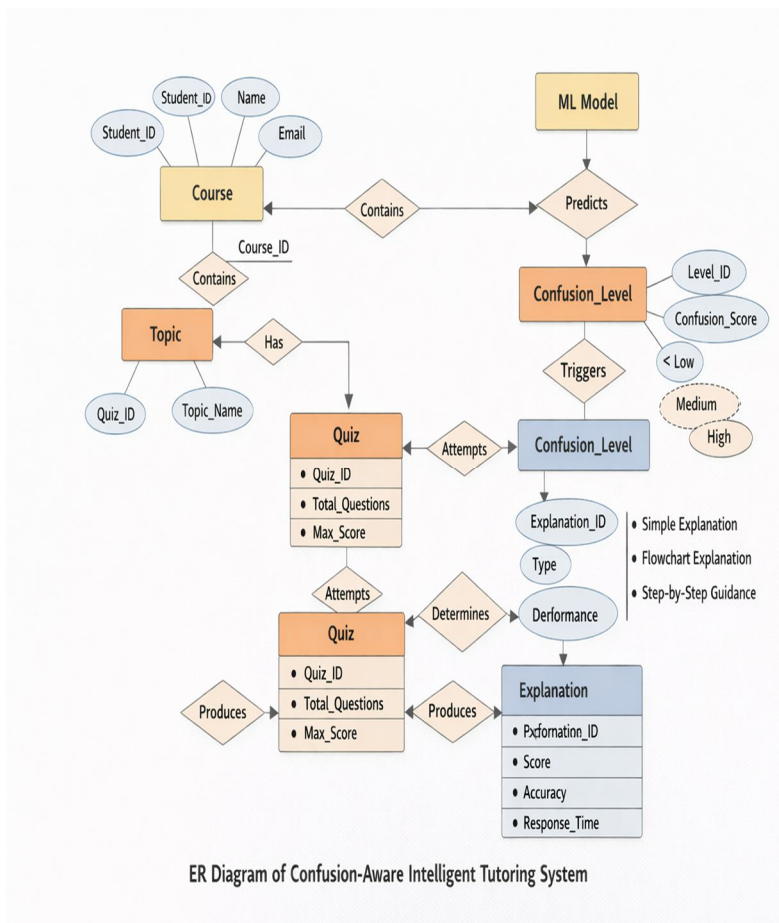 ML Model
Student_ID
Name
Student_ID
Email
Course
Contains
Predicts
Course_ID
Contains
Level_ID
Confusion_Level
Confusion_Score
Topic
Has
< Low
Triggers
Medium
High
Quiz_ID
Topic_Name
Quiz
Attempts
Confusion_Level
• Quiz_ID
• Total_Questions
• Max_Score
Explanation_ID
Type
• Simple Explanation
• Flowchart Explanation
• Step-by-Step Guidance
Attempts
Determines
Derformance
Quiz
• Quiz_ID
• Total_Questions
• Max_Score
Produces
Produces
Explanation
• Pxfornation_ID
• Score
• Accuracy
• Response_Time
ER Diagram of Confusion-Aware Intelligent Tutoring System